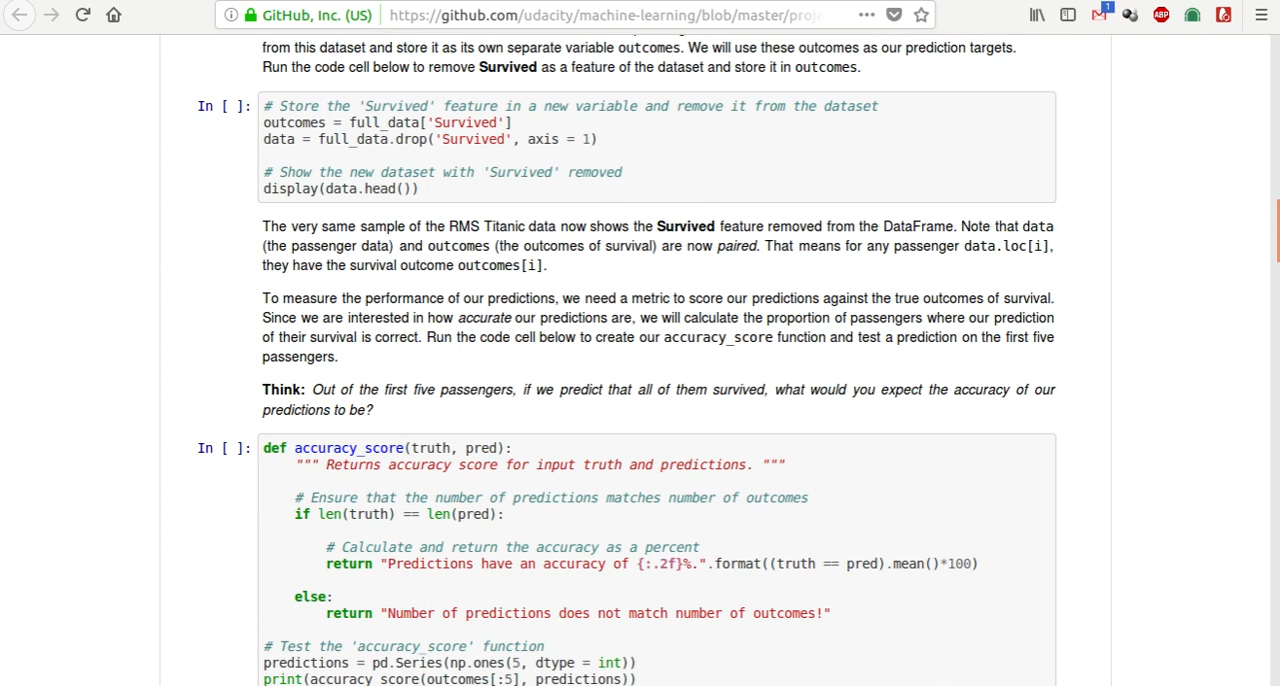 GitHub, Inc. (US) https://github.com/udacity/machine-learning/blob/master/proje
1
ABP
from this dataset and store it as its own separate variable outcomes. We will use these outcomes as our prediction targets.
Run the code cell below to remove Survived as a feature of the dataset and store it in outcomes.
In [ ]: # Store the 'Survived' feature in a new variable and remove it from the dataset
outcomes = full_data['Survived']
data = full_data.drop('Survived', axis = 1)
# Show the new dataset with 'Survived' removed
display(data.head())
The very same sample of the RMS Titanic data now shows the Survived feature removed from the DataFrame. Note that data
(the passenger data) and outcomes (the outcomes of survival) are now paired. That means for any passenger data.loc[i],
they have the survival outcome outcomes[i].
To measure the performance of our predictions, we need a metric to score our predictions against the true outcomes of survival.
Since we are interested in how accurate our predictions are, we will calculate the proportion of passengers where our prediction
of their survival is correct. Run the code cell below to create our accuracy_score function and test a prediction on the first five
passengers.
Think: Out of the first five passengers, if we predict that all of them survived, what would you expect the accuracy of our
predictions to be?
In [ ]: def accuracy_score(truth, pred):
""" Returns accuracy score for input truth and predictions. """
# Ensure that the number of predictions matches number of outcomes
if len(truth) == len(pred):
# Calculate and return the accuracy as a percent
return "Predictions have an accuracy of {:.2f}%.".format((truth == pred).mean()*100)
else:
return "Number of predictions does not match number of outcomes!"
# Test the 'accuracy_score' function
predictions = pd.Series(np.ones(5, dtype = int))
print(accuracy_score(outcomes[:5], predictions))